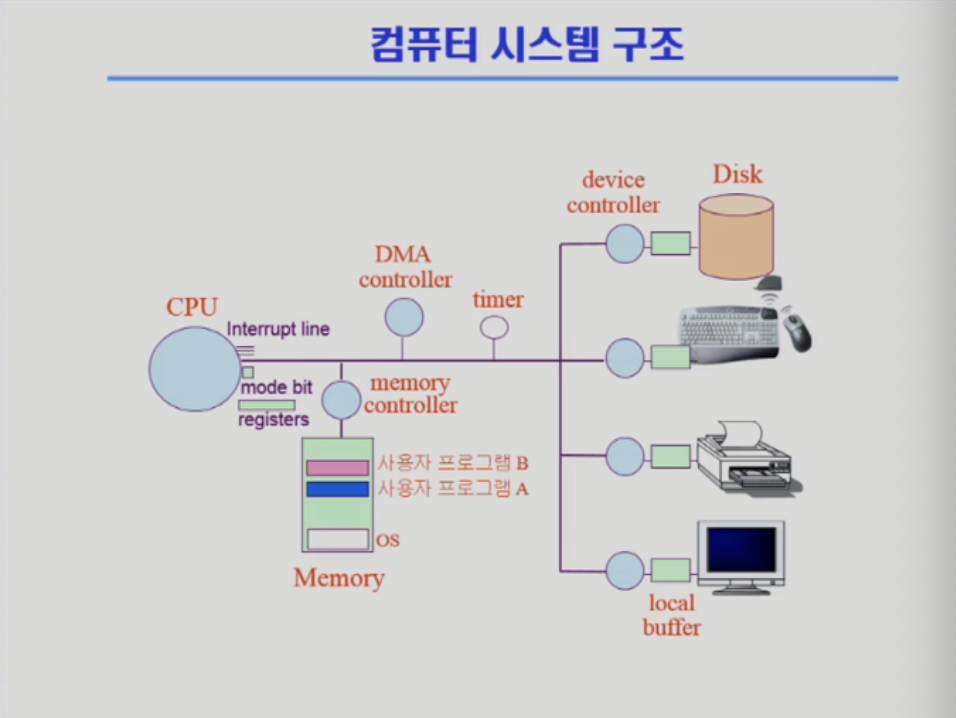 컴퓨터 시스템 구조
device
controller
Disk
DMA
controller
timer
CPU
Interrupt line
mode bit
registers
memory
controller
사용자 프로그램 B
사용자 프로그램 A
OS
Memory
local
buffer